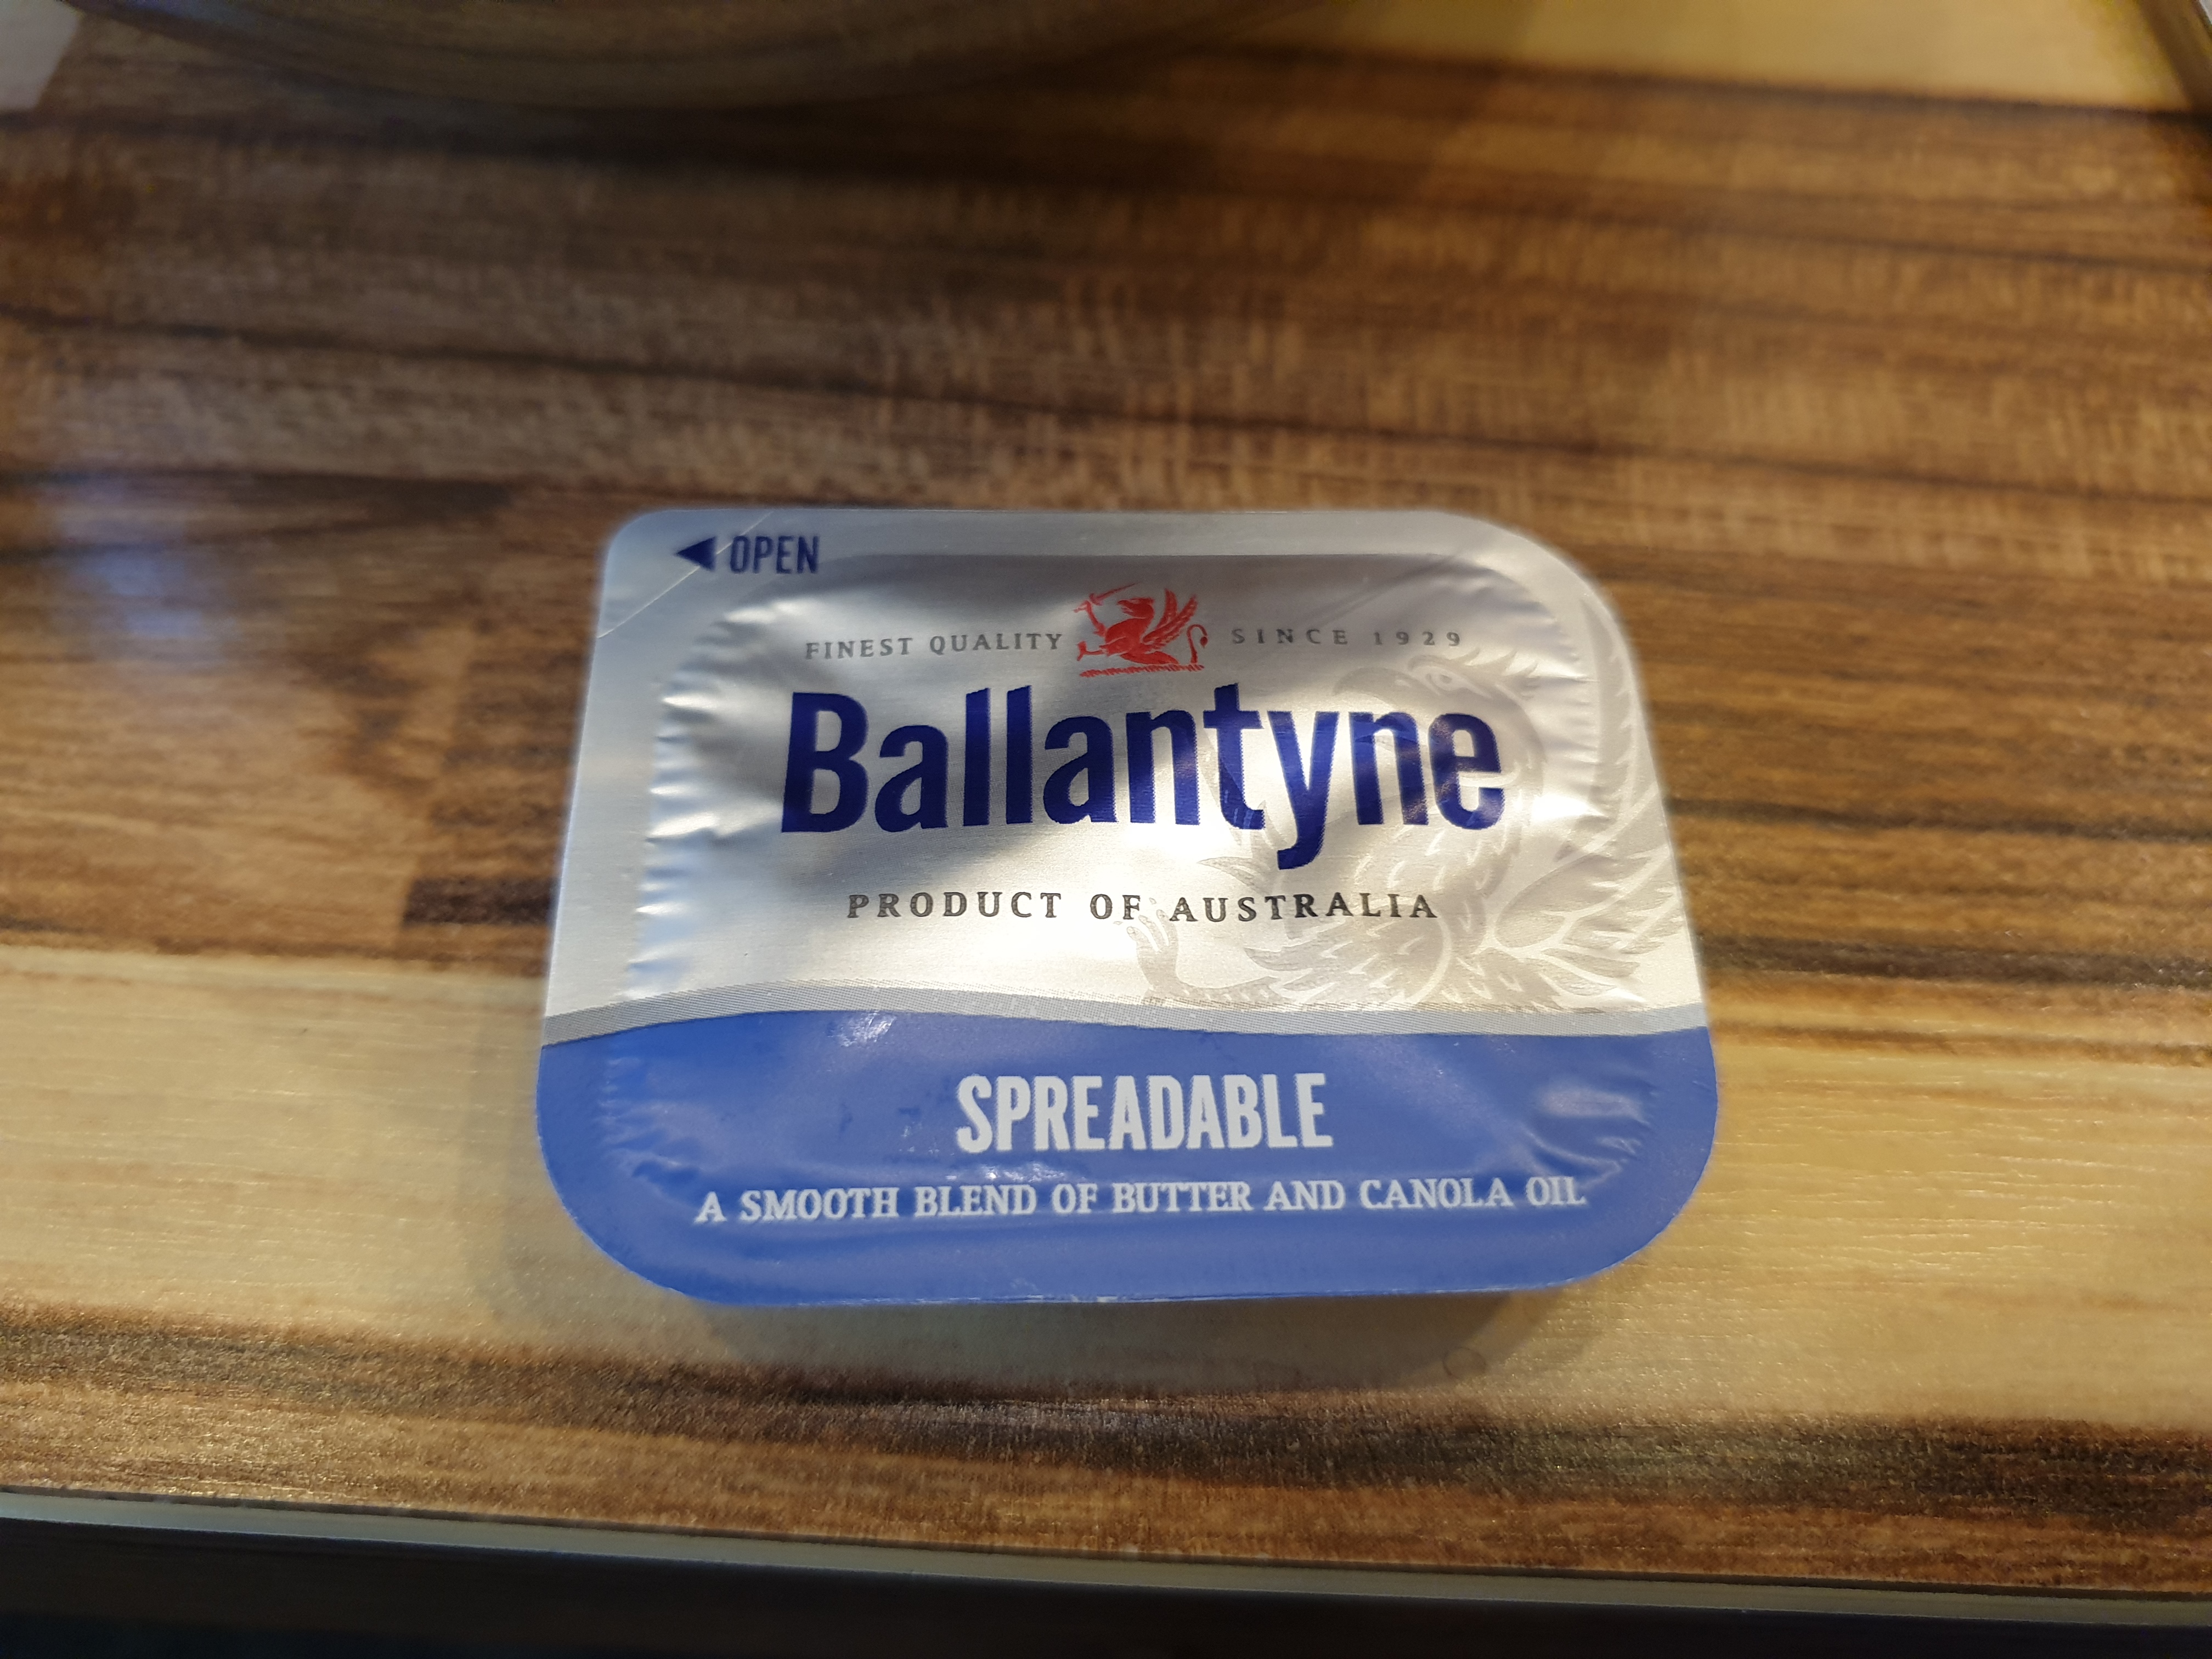 OPEN
FINEST QUALITY SINCE 1929
Ballantyne
PRODUCT OF AUSTRALIA
SPREADABLE
A SMOOTH BLEND OF BUTTER AND CANOLA OIL